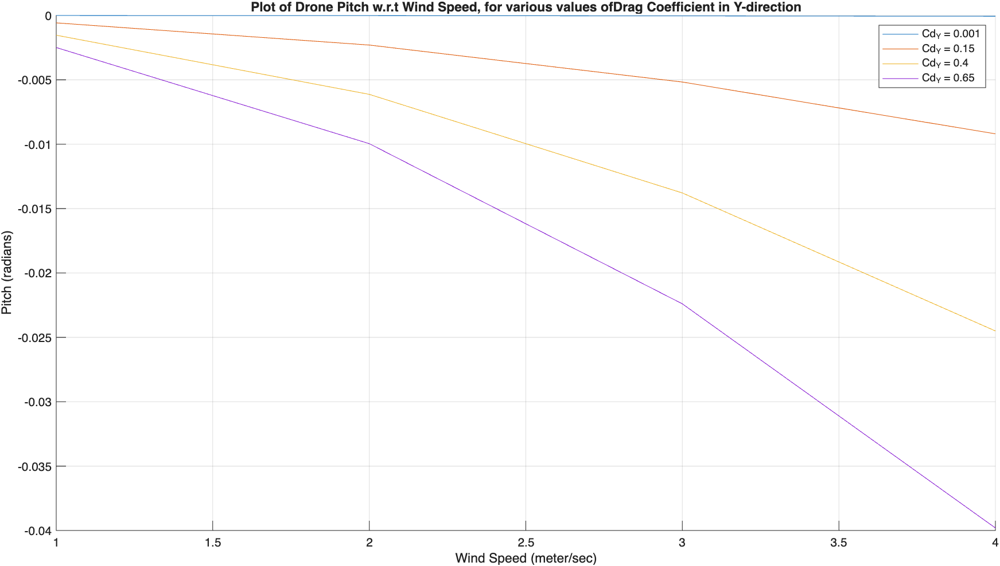 Plot of Drone Pitch w.r.t Wind Speed, for various values ofDrag Coefficient in Y-direction
Cd_Y = 0.001
Cd_Y = 0.15
Cd_Y = 0.4
Cd_Y = 0.65
0
-0.005
-0.01
-0.015
-0.02
-0.025
-0.03
-0.035
-0.04
Pitch (radians)
1 1.5 2 2.5 3 3.5 4
Wind Speed (meter/sec)